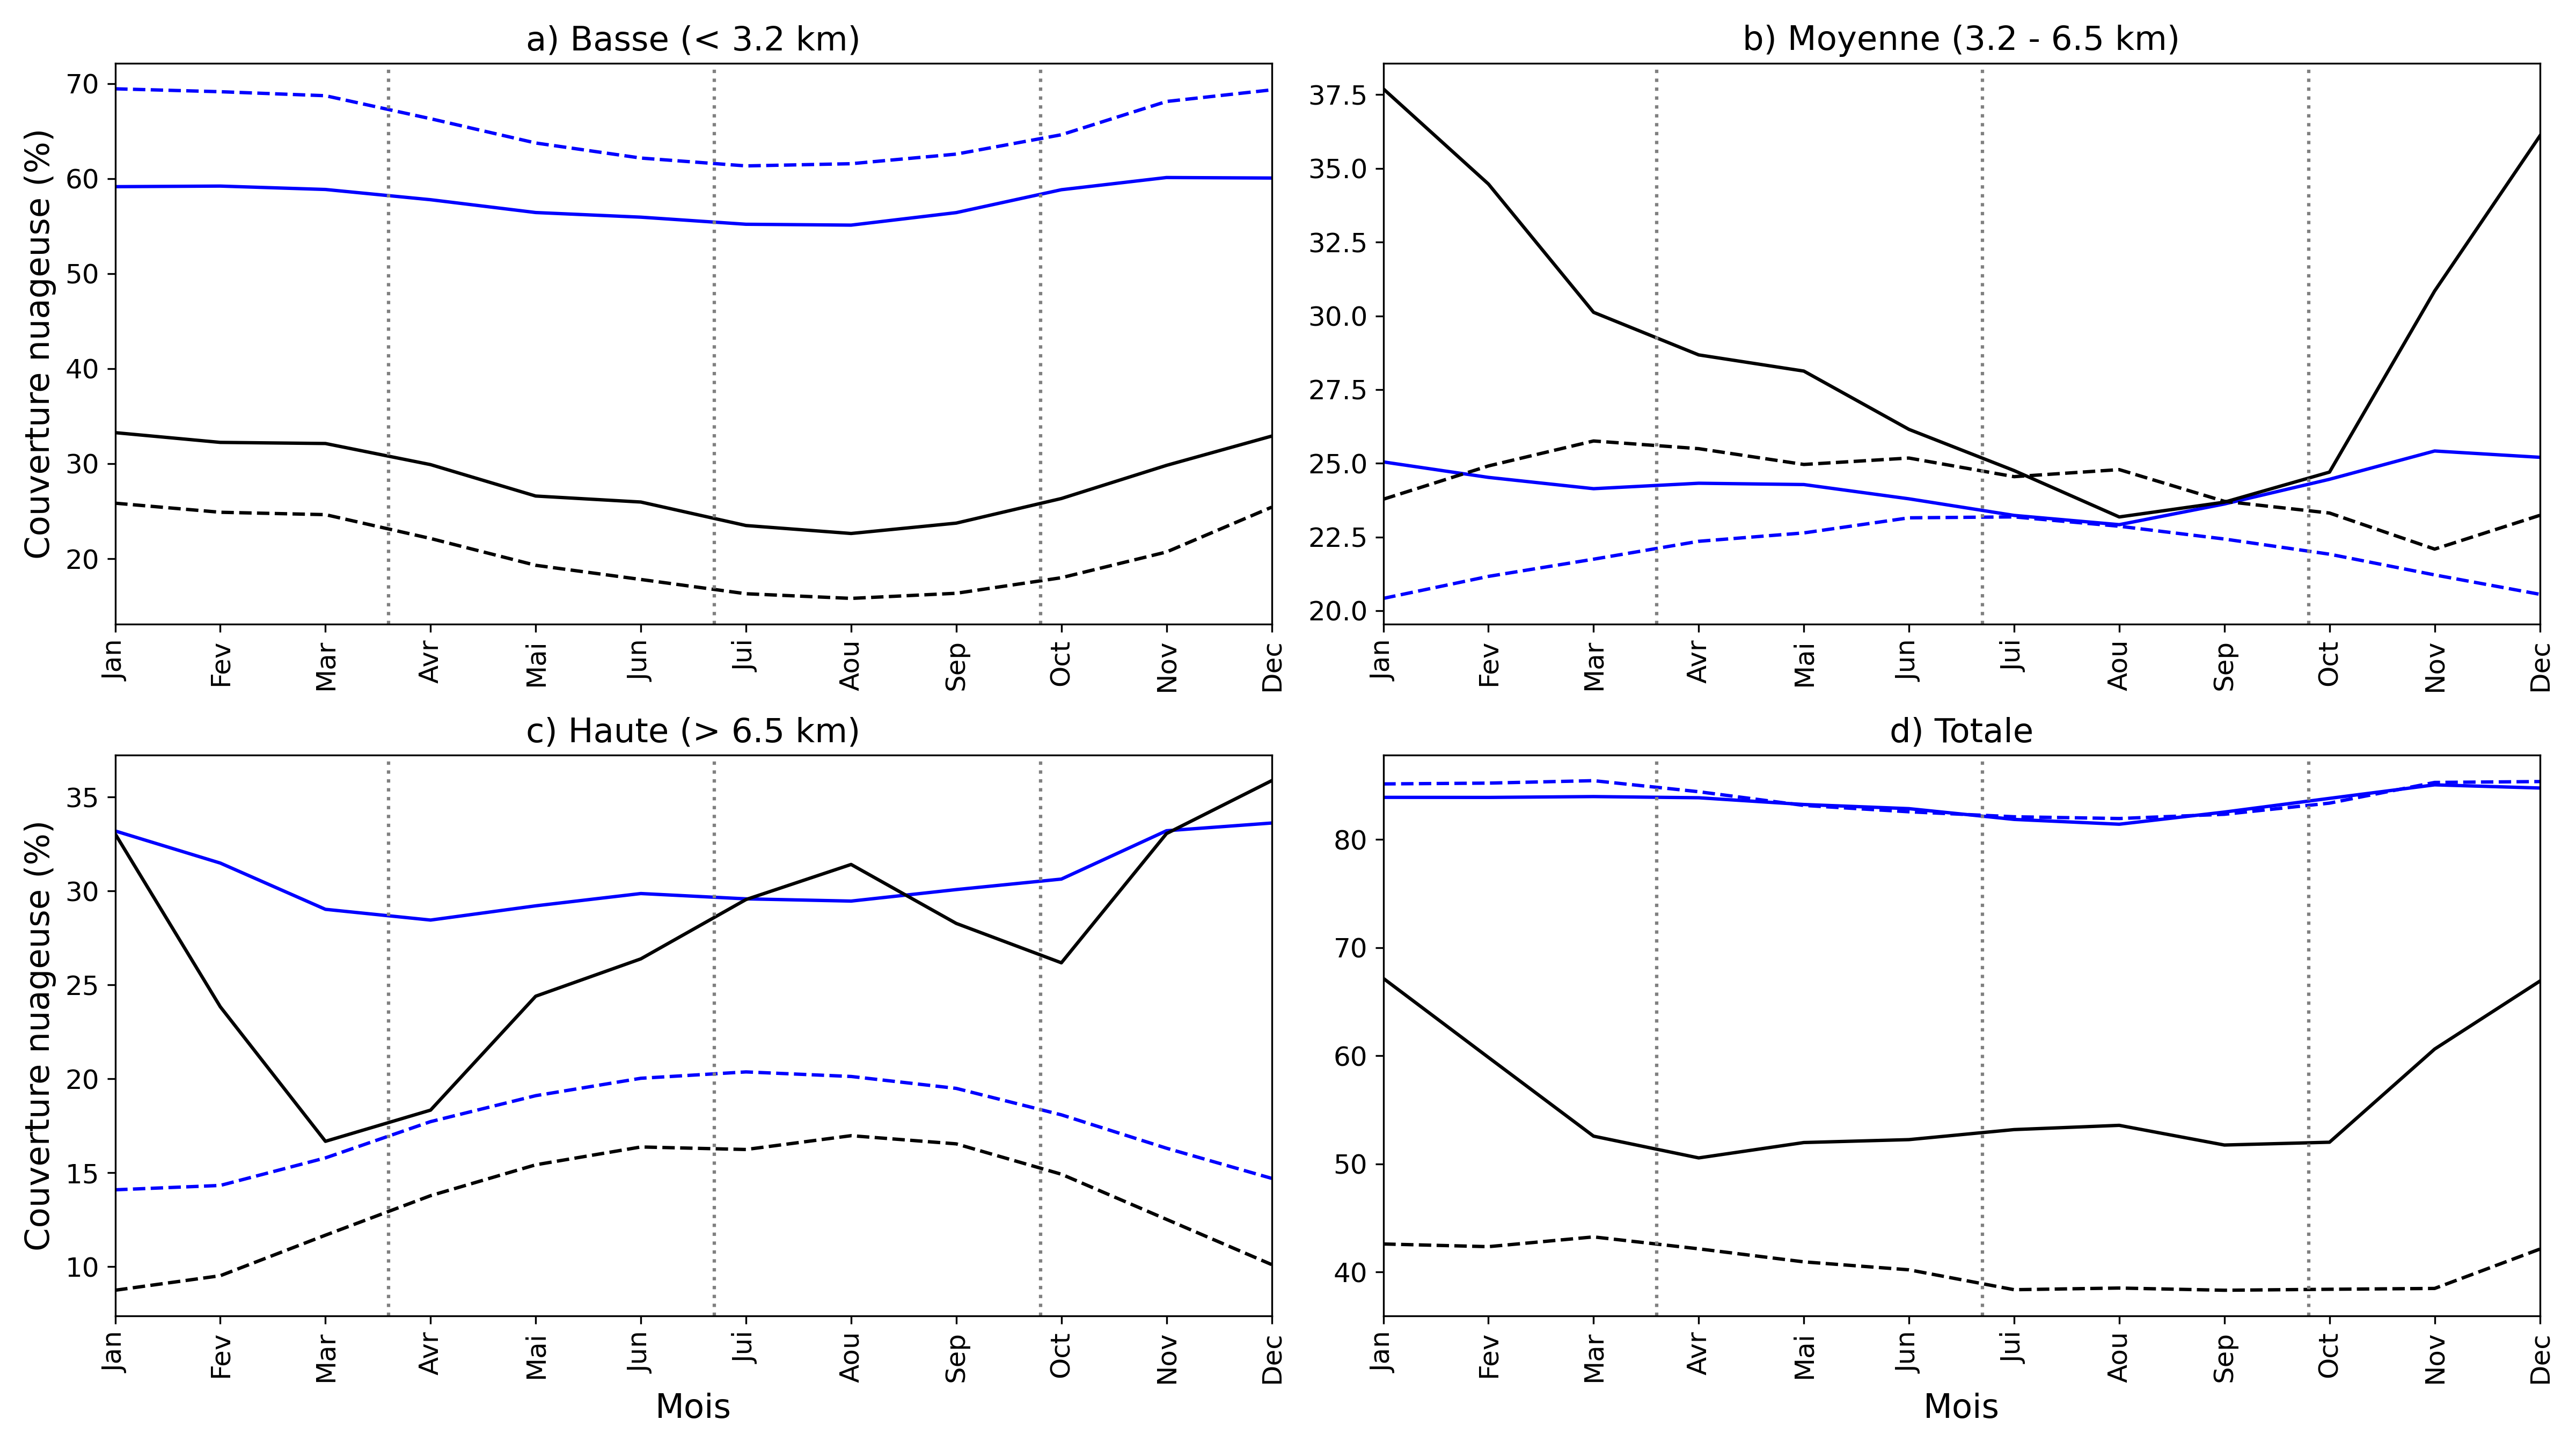 a) Basse (< 3.2 km)
Couverture nuageuse (%)
70
60
50
40
30
20
Jan Fev Mar Avr Mai Jun Jui Aou Sep Oct Nov Dec
b) Moyenne (3.2 - 6.5 km)
37.5
35.0
32.5
30.0
27.5
25.0
22.5
20.0
Jan Fev Mar Avr Mai Jun Jui Aou Sep Oct Nov Dec
c) Haute (> 6.5 km)
Couverture nuageuse (%)
35
30
25
20
15
10
Jan Fev Mar Avr Mai Jun Jui Aou Sep Oct Nov Dec
Mois
d) Totale
80
70
60
50
40
Jan Fev Mar Avr Mai Jun Jui Aou Sep Oct Nov Dec
Mois